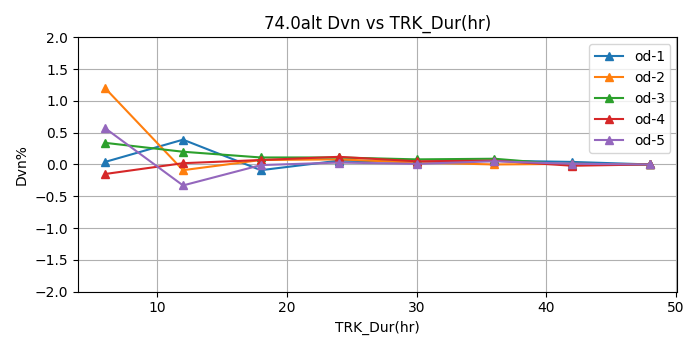 74.0alt Dvn vs TRK_Dur(hr)
2.0
1.5
1.0
0.5
0.0
−0.5
−1.0
−1.5
−2.0
Dvn%
od-1
od-2
od-3
od-4
od-5
10 20 30 40 50
TRK_Dur(hr)